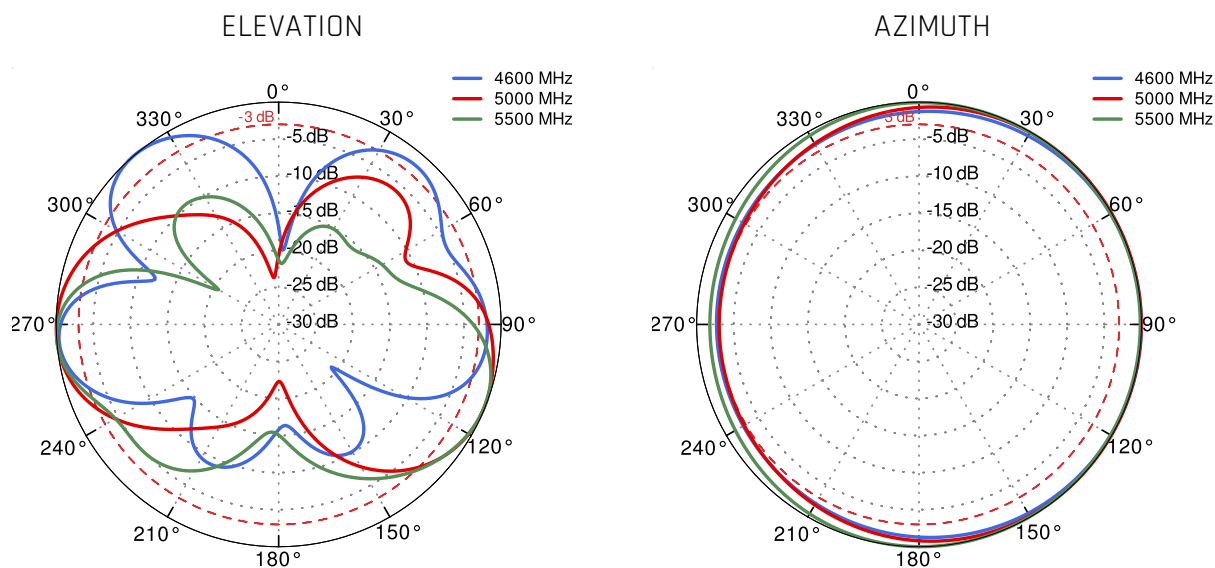 ELEVATION
4600 MHz
5000 MHz
5500 MHz
0°
330°
30°
-3 dB
-5 dB
-10 dB
-15 dB
-20 dB
-25 dB
-30 dB
300°
60°
270°
90°
240°
120°
210°
150°
180°
AZIMUTH
4600 MHz
5000 MHz
5500 MHz
0°
330°
30°
-3 dB
-5 dB
-10 dB
-15 dB
-20 dB
-25 dB
-30 dB
300°
60°
270°
90°
240°
120°
210°
150°
180°